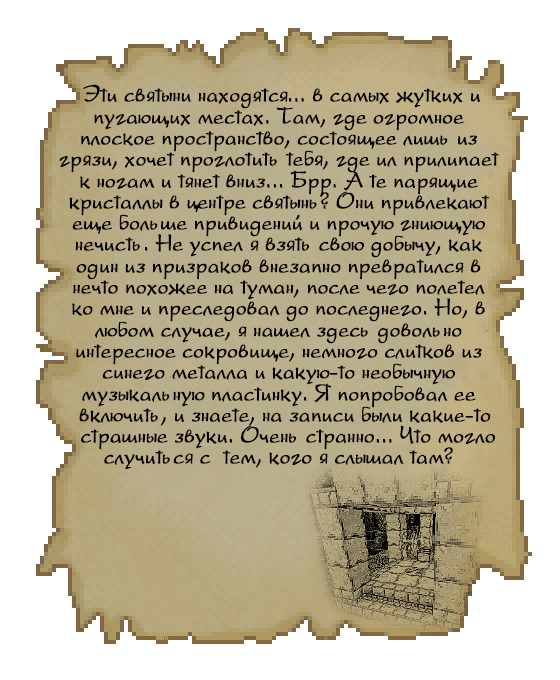 Эти святыни находятся... в самых жутких и
пугающих местах. Там, где огромное
плоское пространство, состоящее лишь из
грязи, хочет проглотить тебя, где ил прилипает
к ногам и тянет вниз... Брр. А те парящие
кристаллы в центре святынь? Они привлекают
еще больше привидений и прочую гниющую
нечисть. Не успел я взять свою добычу, как
один из призраков внезапно превратился в
нечто похожее на туман, после чего полетел
ко мне и преследовал до последнего. Но, в
любом случае, я нашел здесь довольно
интересное сокровище, немного слитков из
синего металла и какую-то необычную
музыкальную пластинку. Я попробовал ее
включить, и знаете, на записи были какие-то
страшные звуки. Очень странно... Что могло
случиться с тем, кого я слышал там?